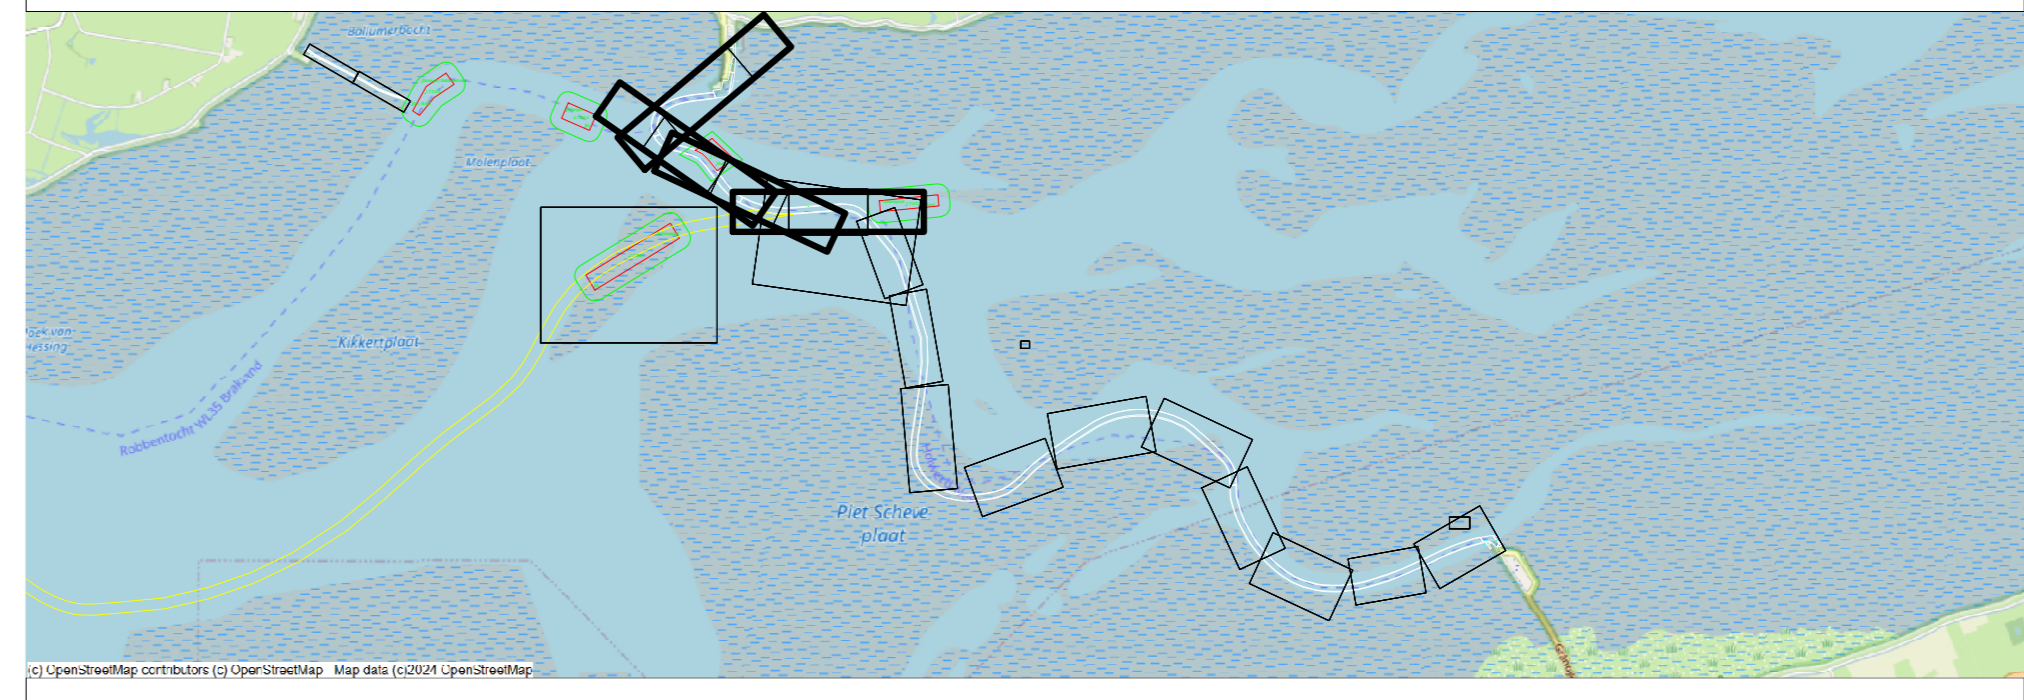 Ballumerbocht
Molenplaat
Kikkertplaat
Robbentocht WL35 Brakzand
Piet Scheve
plaat
(c) OpenStreetMap contributors (c) OpenStreetMap   Map data (c)2024 OpenStreetMap